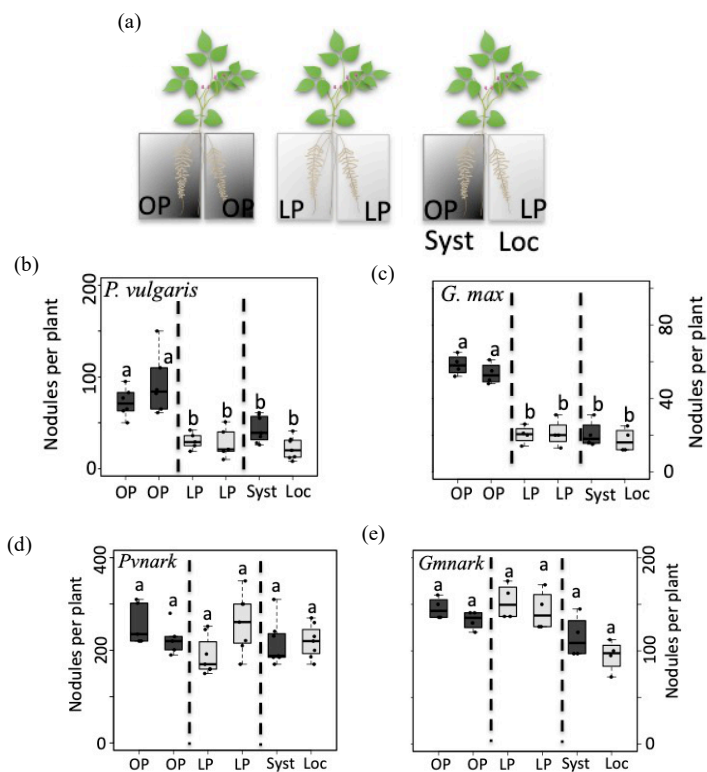 (a)
OP OP LP LP OP LP
Syst Loc
(b) (c)
P. vulgaris
Nodules per plant
200
100
0
a a b b b b
OP OP LP LP Syst Loc
G. max
Nodules per plant
80
40
0
a a b b b b
OP OP LP LP Syst Loc
(d) (e)
Pvnark
Nodules per plant
400
200
0
a a a a a a
OP OP LP LP Syst Loc
Gmnark
Nodules per plant
200
100
0
a a a a a a
OP OP LP LP Syst Loc